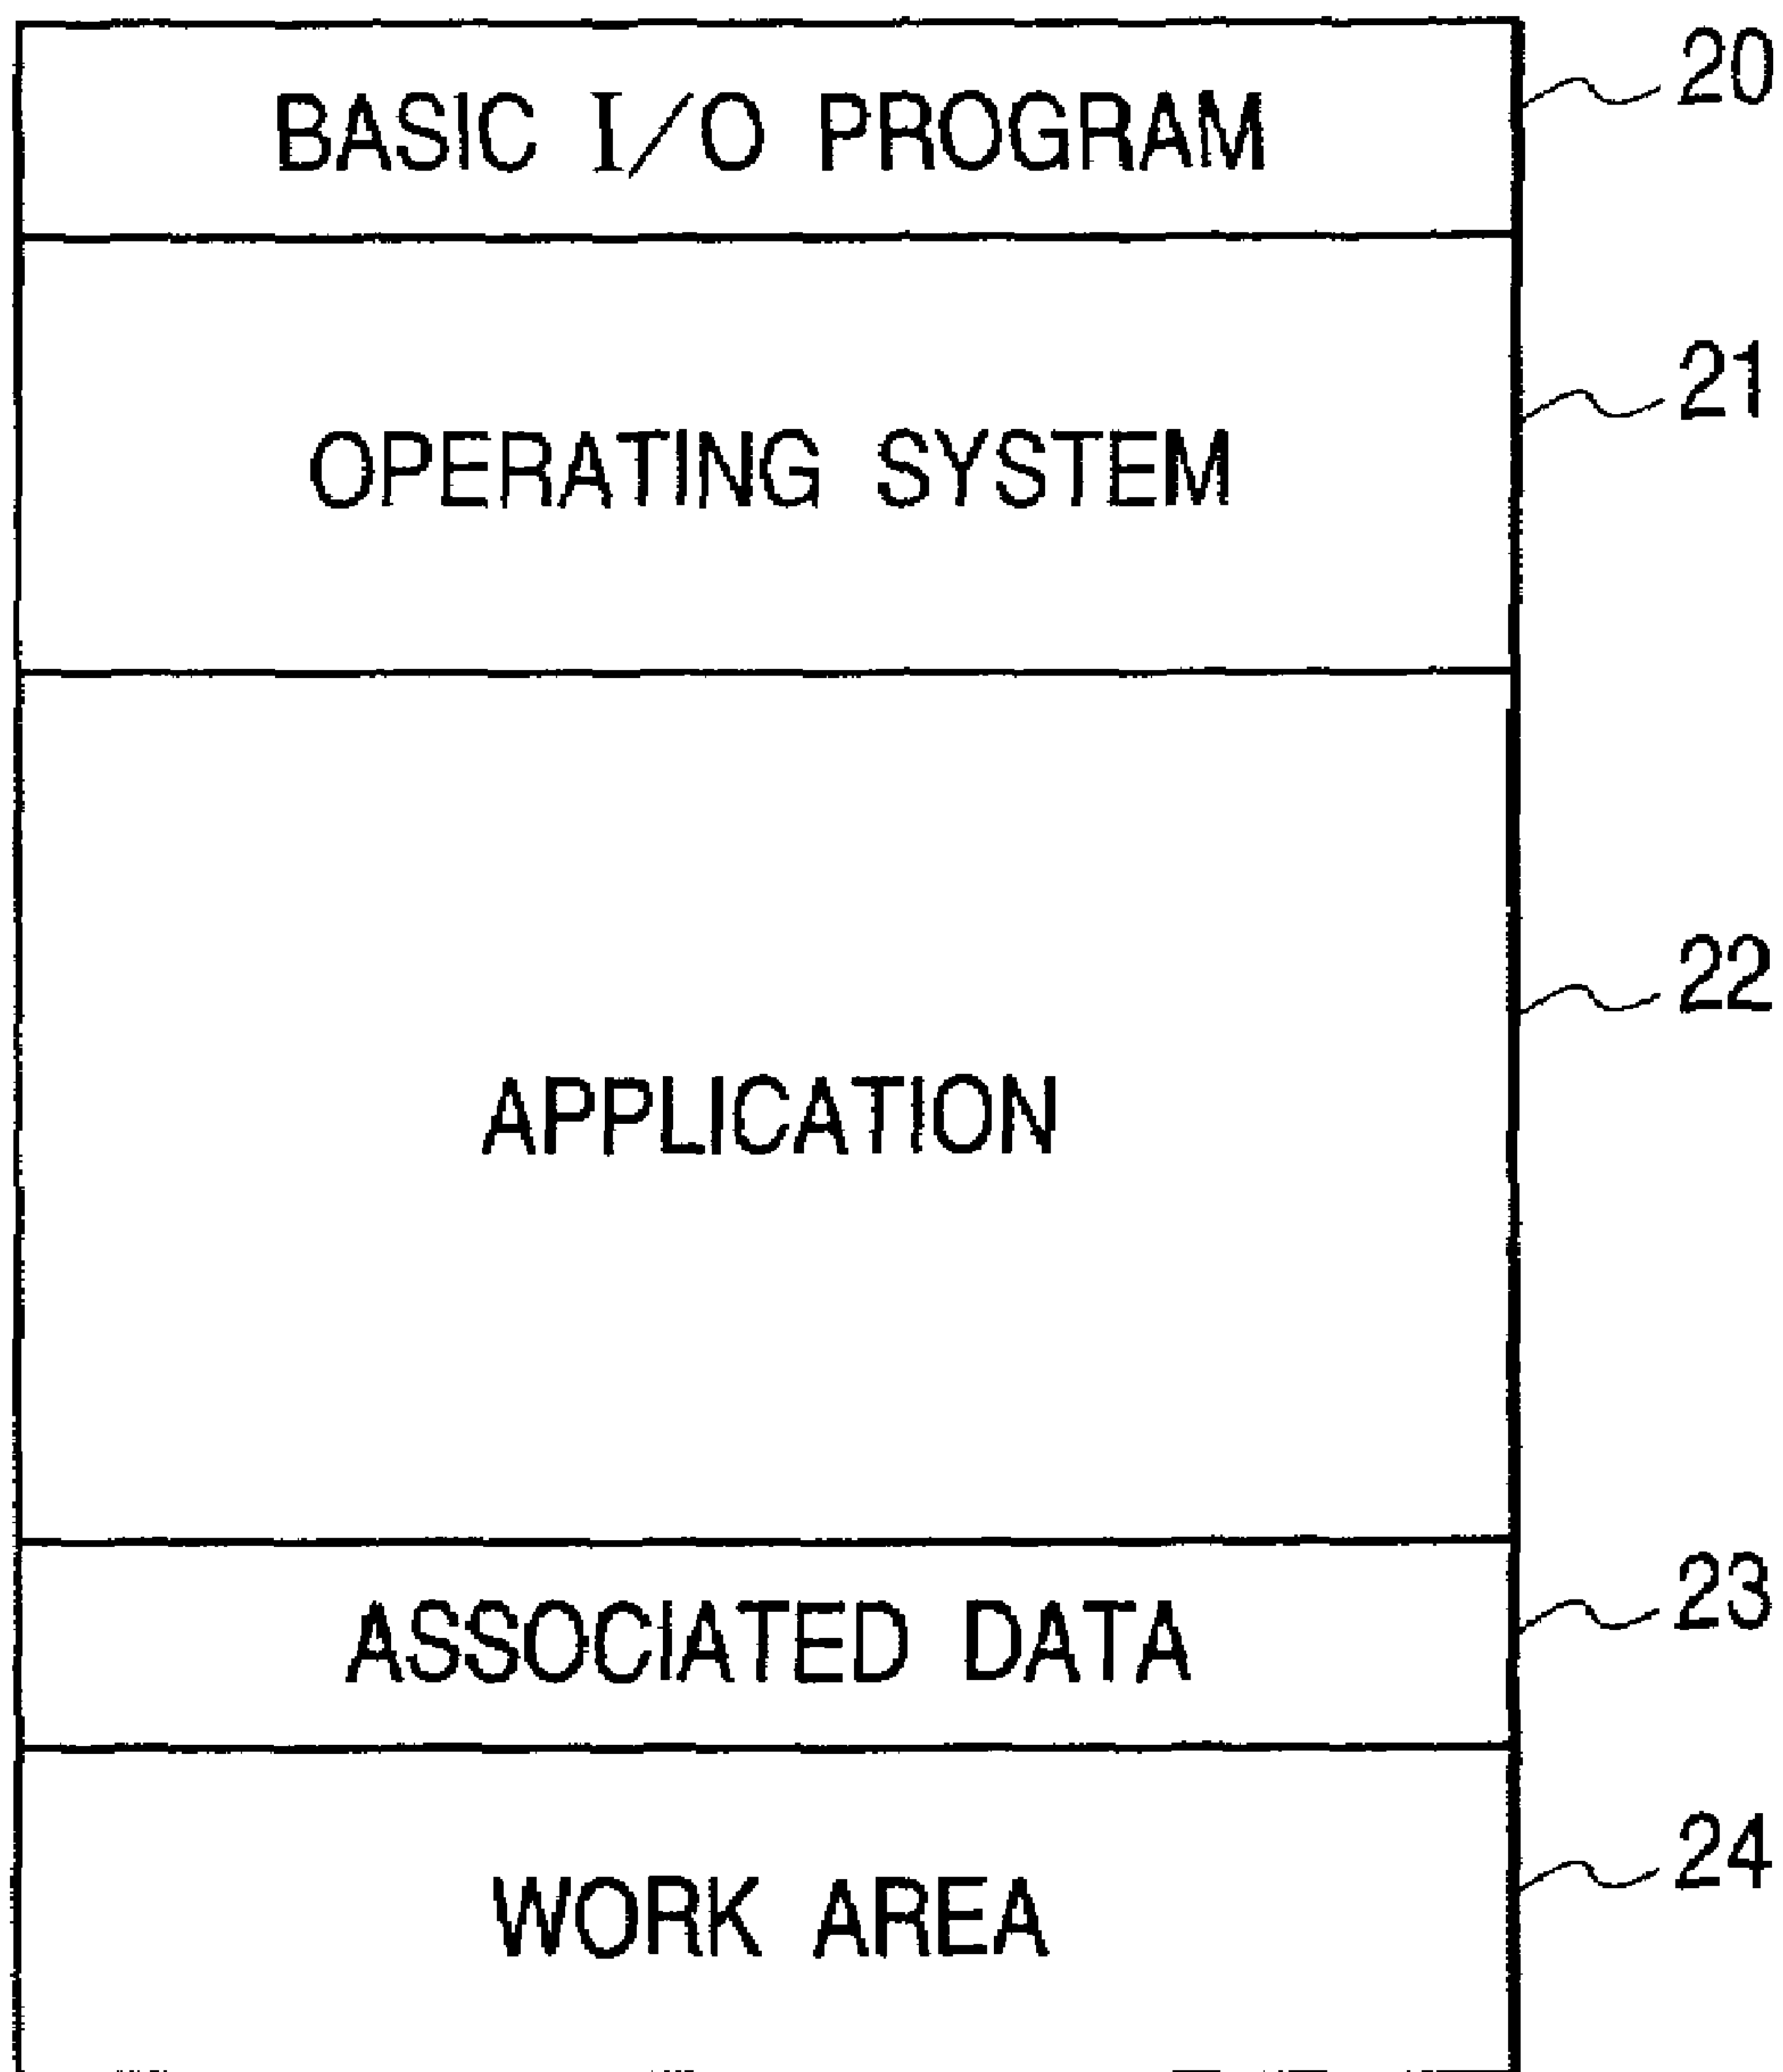 BASIC I/O PROGRAM 20
OPERATING SYSTEM 21
APPLICATION 22
ASSOCIATED DATA 23
WORK AREA 24